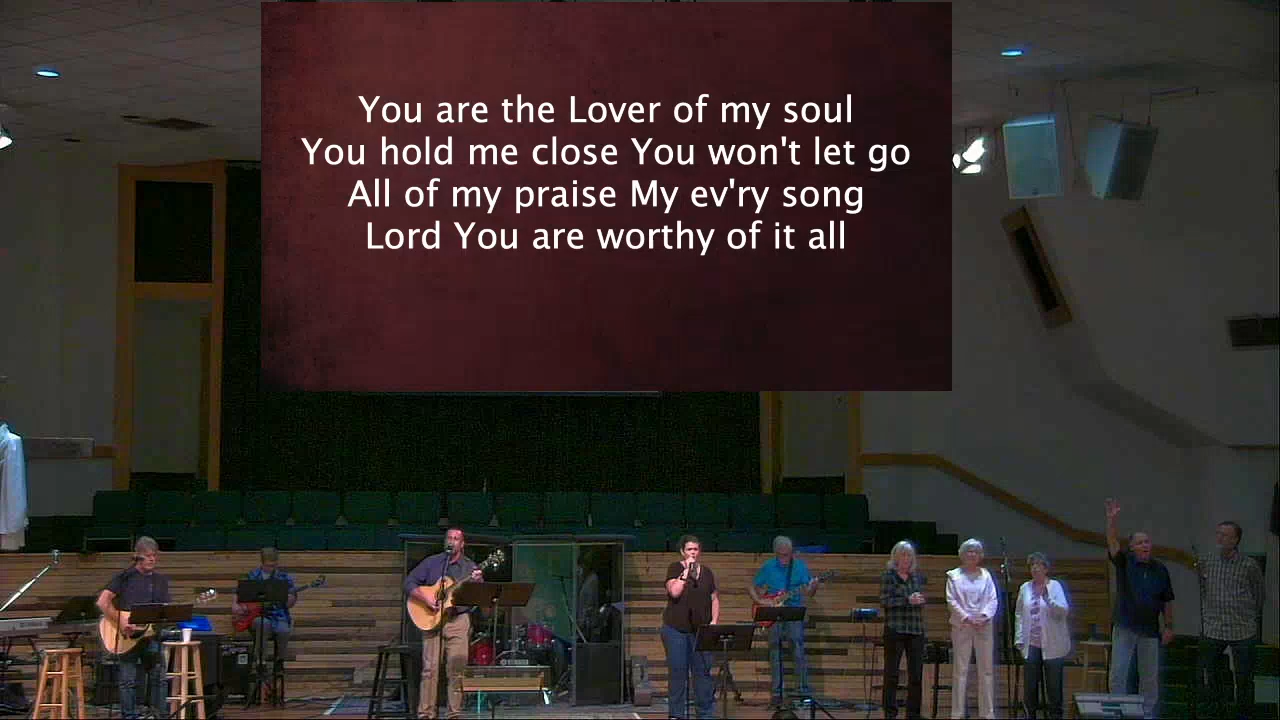 You are the Lover of my soul
You hold me close You won't let go
All of my praise My ev'ry song
Lord You are worthy of it all